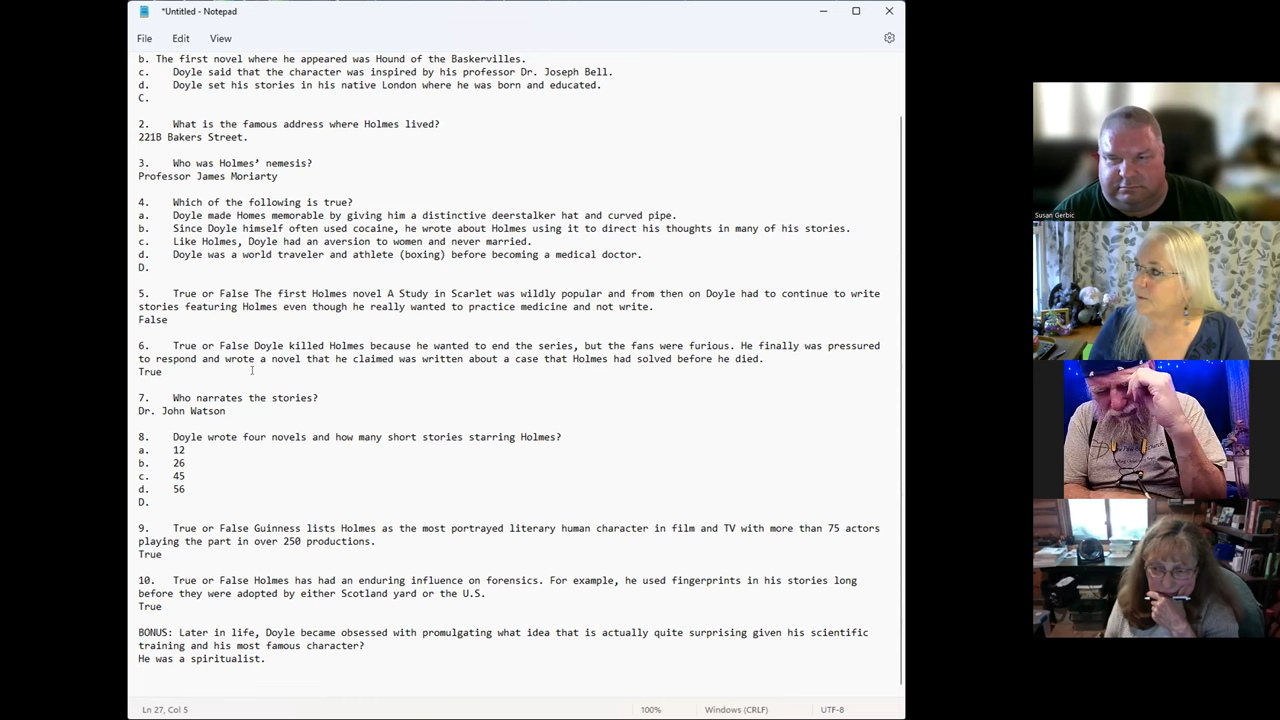 *Untitled - Notepad
File Edit View
b. The first novel where he appeared was Hound of the Baskervilles.
c. Doyle said that the character was inspired by his professor Dr. Joseph Bell.
d. Doyle set his stories in his native London where he was born and educated.
C.
2. What is the famous address where Holmes lived?
221B Bakers Street.
3. Who was Holmes’ nemesis?
Professor James Moriarty
4. Which of the following is true?
a. Doyle made Homes memorable by giving him a distinctive deerstalker hat and curved pipe.
b. Since Doyle himself often used cocaine, he wrote about Holmes using it to direct his thoughts in many of his stories.
c. Like Holmes, Doyle had an aversion to women and never married.
d. Doyle was a world traveler and athlete (boxing) before becoming a medical doctor.
D.
5. True or False The first Holmes novel A Study in Scarlet was wildly popular and from then on Doyle had to continue to write
stories featuring Holmes even though he really wanted to practice medicine and not write.
False
6. True or False Doyle killed Holmes because he wanted to end the series, but the fans were furious. He finally was pressured
to respond and wrote a novel that he claimed was written about a case that Holmes had solved before he died.
True
7. Who narrates the stories?
Dr. John Watson
8. Doyle wrote four novels and how many short stories starring Holmes?
a. 12
b. 26
c. 45
d. 56
D.
9. True or False Guinness lists Holmes as the most portrayed literary human character in film and TV with more than 75 actors
playing the part in over 250 productions.
True
10. True or False Holmes has had an enduring influence on forensics. For example, he used fingerprints in his stories long
before they were adopted by either Scotland yard or the U.S.
True
BONUS: Later in life, Doyle became obsessed with promulgating what idea that is actually quite surprising given his scientific
training and his most famous character?
He was a spiritualist.
Ln 27, Col 5 100% Windows (CRLF) UTF-8
Susan Gerbic